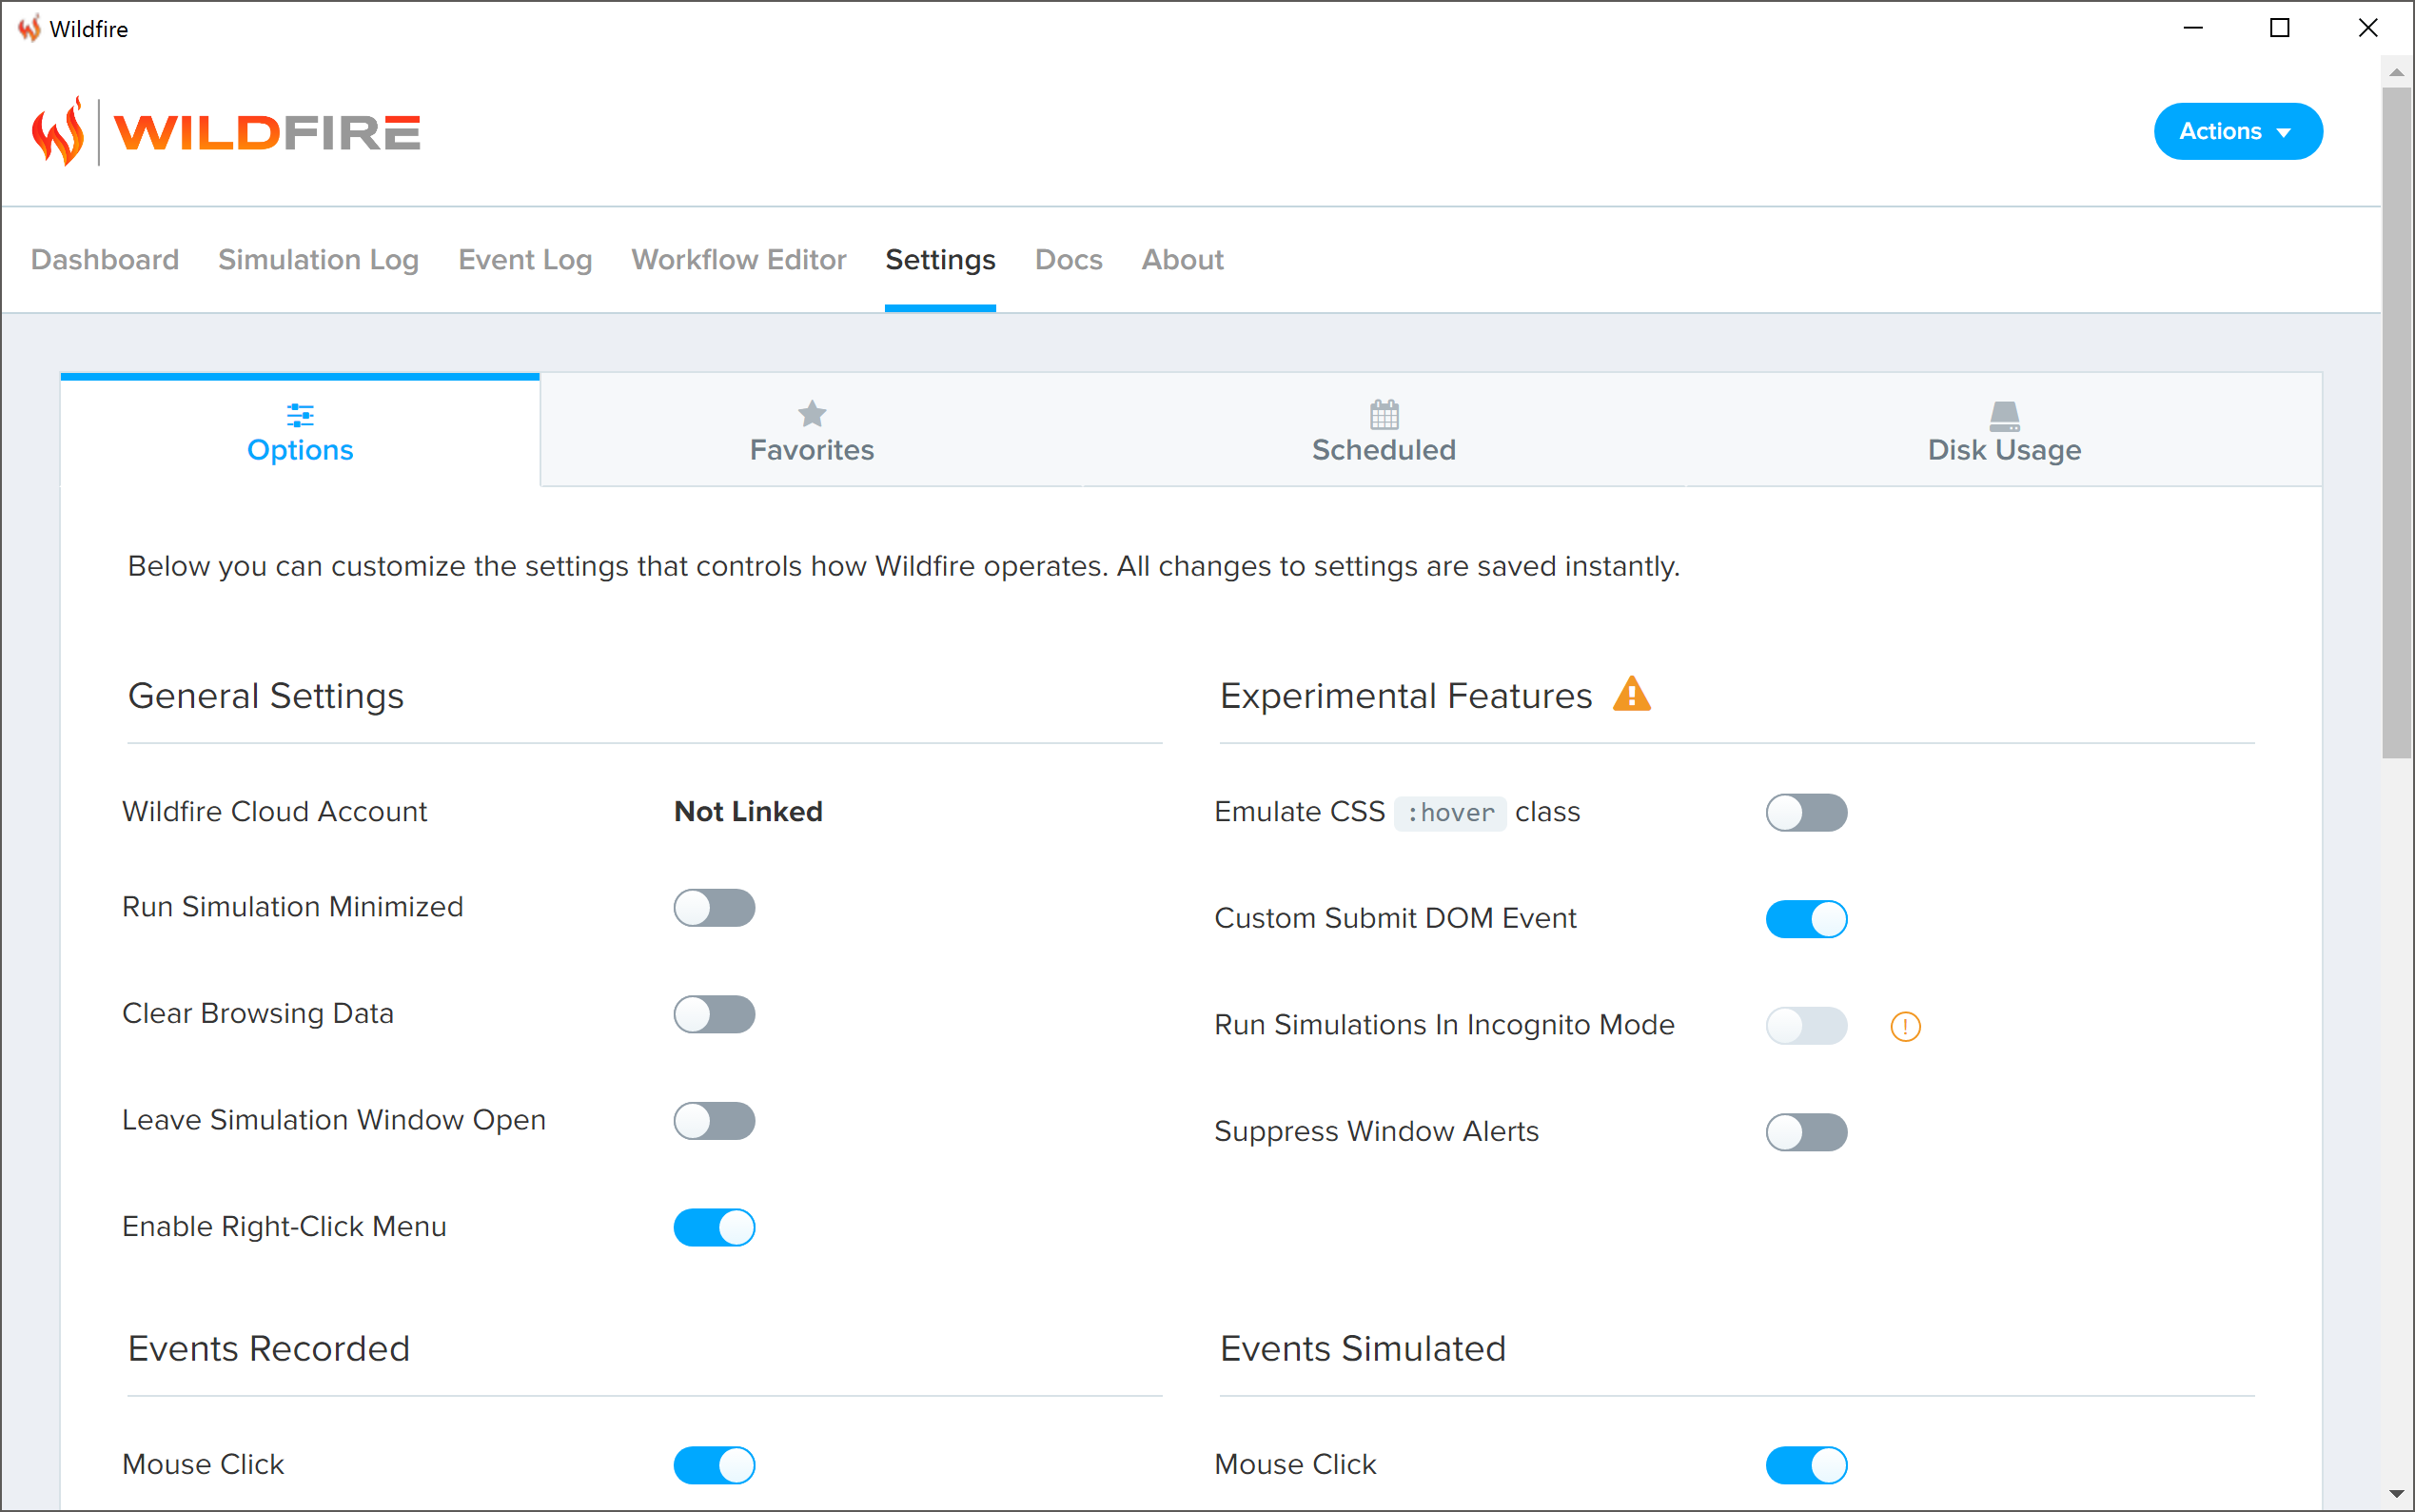 Wildfire
WILDFIRE
Actions
Dashboard Simulation Log Event Log Workflow Editor Settings Docs About
Options Favorites Scheduled Disk Usage
Below you can customize the settings that controls how Wildfire operates. All changes to settings are saved instantly.
General Settings
Wildfire Cloud Account Not Linked
Run Simulation Minimized
Clear Browsing Data
Leave Simulation Window Open
Enable Right-Click Menu
Experimental Features
Emulate CSS :hover class
Custom Submit DOM Event
Run Simulations In Incognito Mode
Suppress Window Alerts
Events Recorded
Mouse Click
Events Simulated
Mouse Click